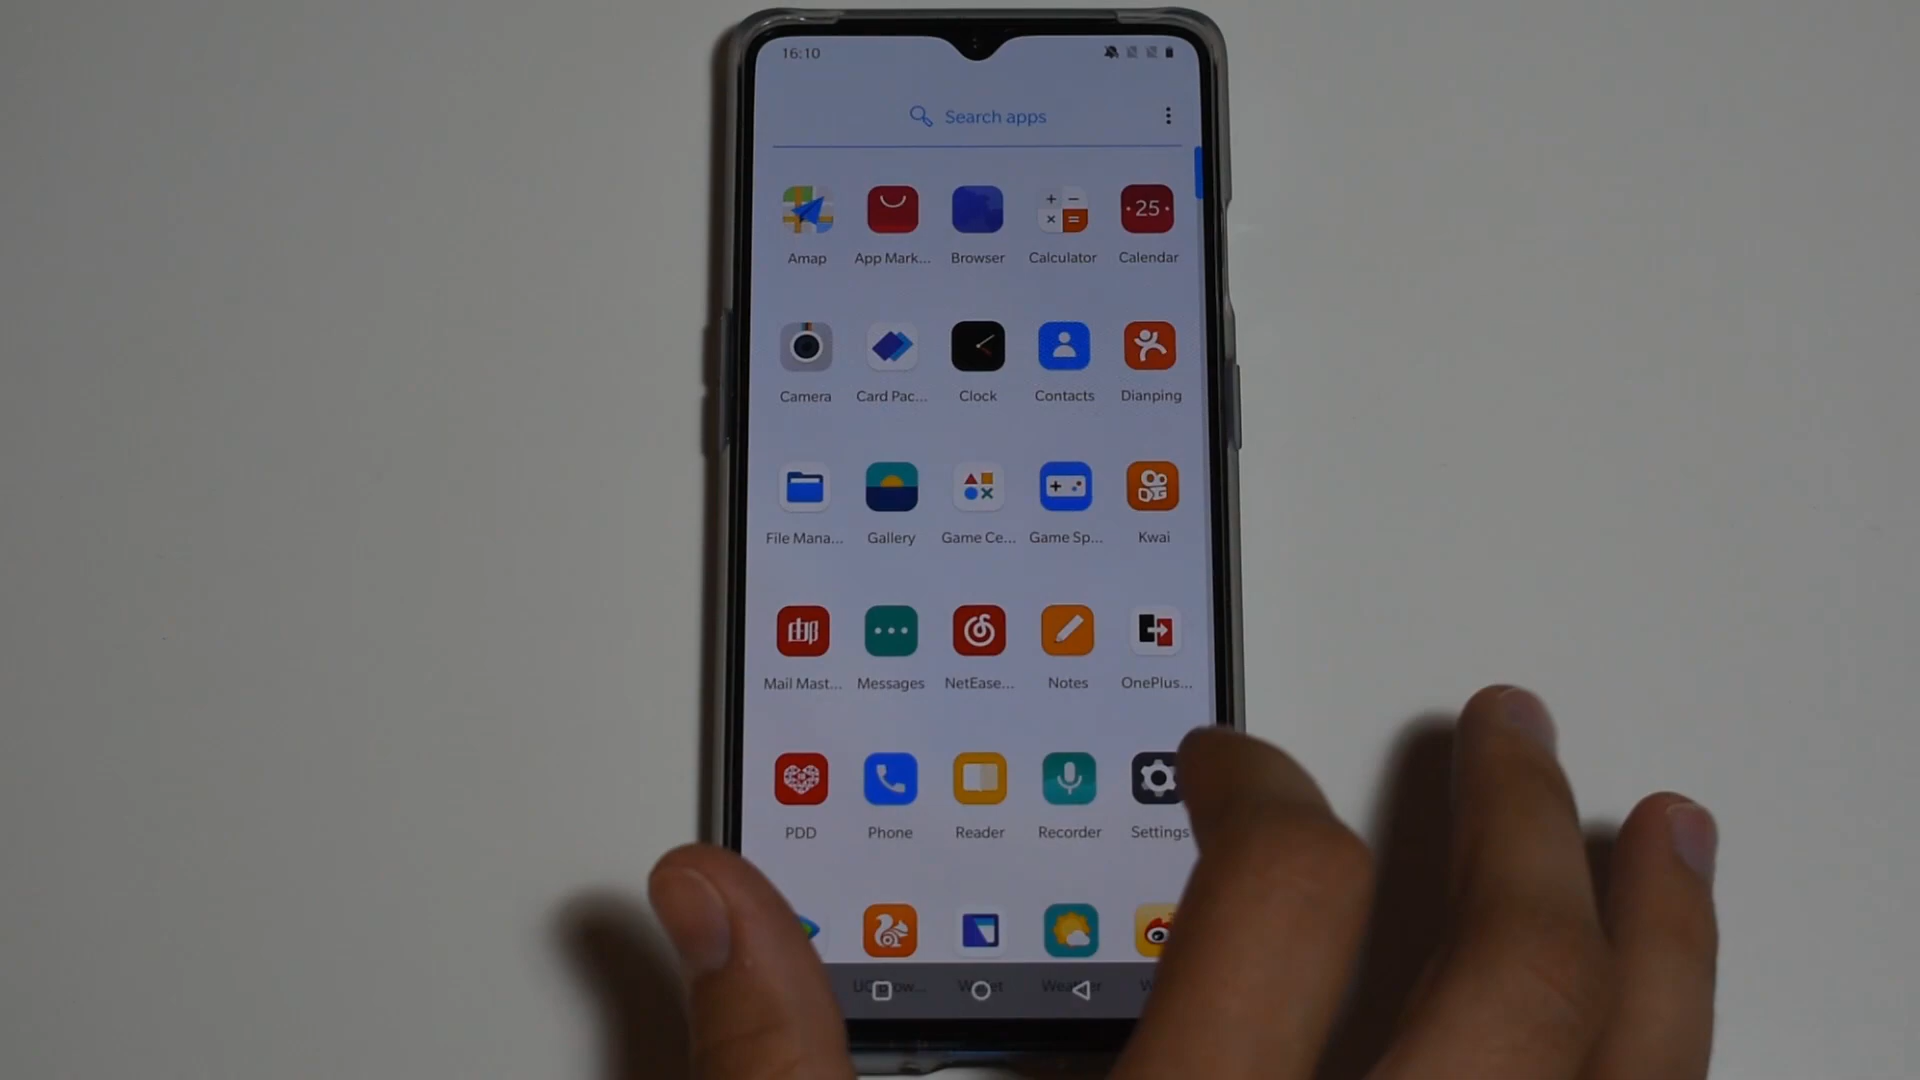 16:10
Search apps
25
Amap App Mark... Browser Calculator Calendar
Camera Card Pac... Clock Contacts Dianping
File Mana... Gallery Game Ce... Game Sp... Kwai
邮
Mail Mast... Messages NetEase... Notes OnePlus...
PDD Phone Reader Recorder Settings